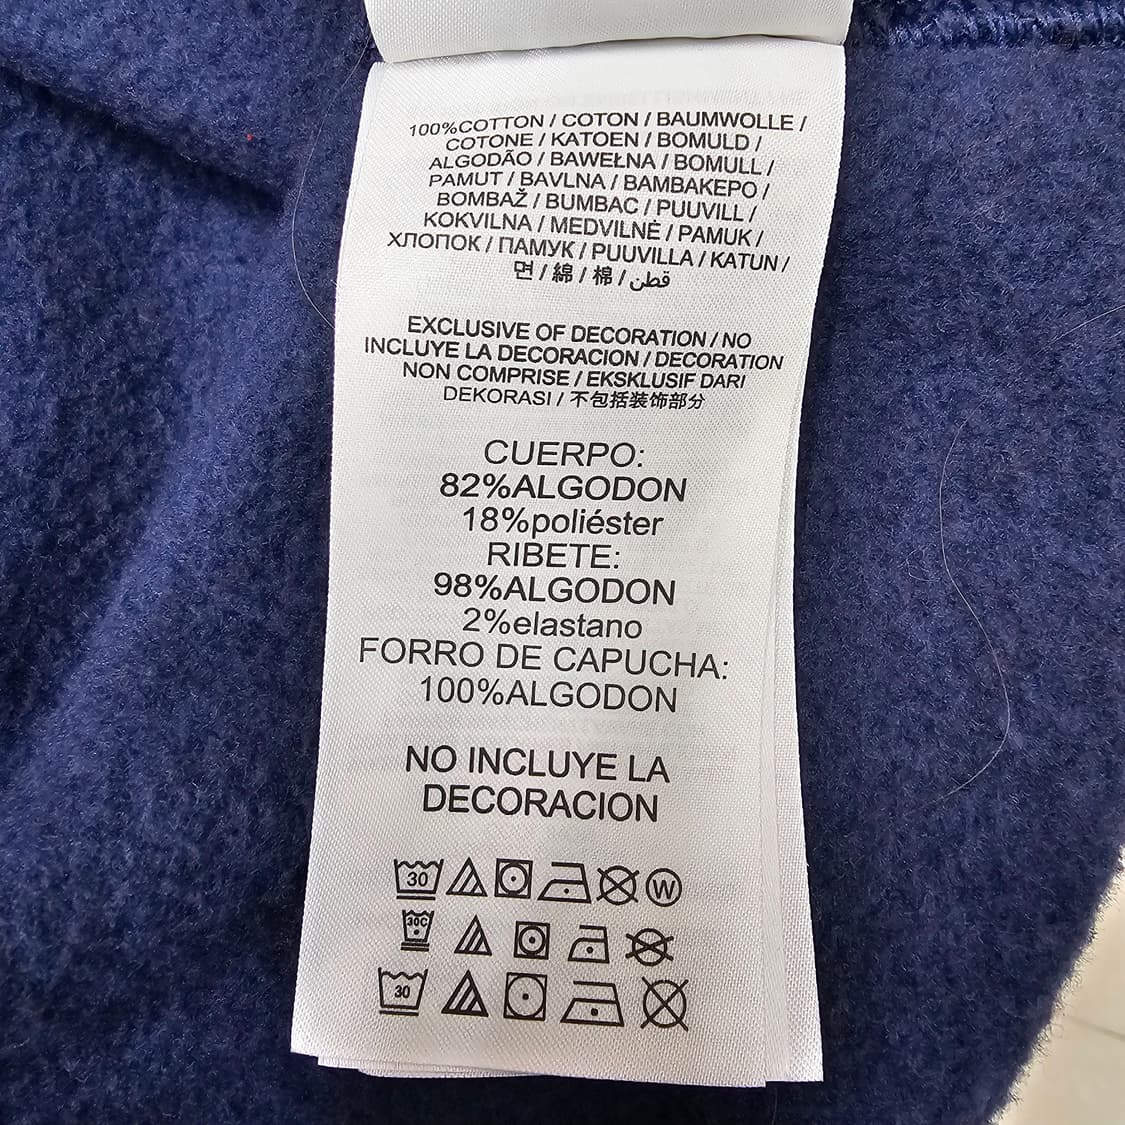 100%COTTON / COTON / BAUMWOLLE /
COTONE / KATOEN / BOMULD /
ALGODÃO / BAWEŁNA / BOMULL /
PAMUT / BAVLNA / BAMBAKEPO /
BOMBAŽ / BUMBAC / PUUVILL /
KOKVILNA / MEDVILNĖ / PAMUK /
ХЛОПОК / ПАМУК / PUUVILLA / KATUN /
면 / 綿 / 棉 / قطن
EXCLUSIVE OF DECORATION / NO
INCLUYE LA DECORACION / DECORATION
NON COMPRISE / EKSKLUSIF DARI
DEKORASI / 不包括装饰部分
CUERPO:
82%ALGODON
18%poliéster
RIBETE:
98%ALGODON
2%elastano
FORRO DE CAPUCHA:
100%ALGODON
NO INCLUYE LA
DECORACION
30 W
30C
30